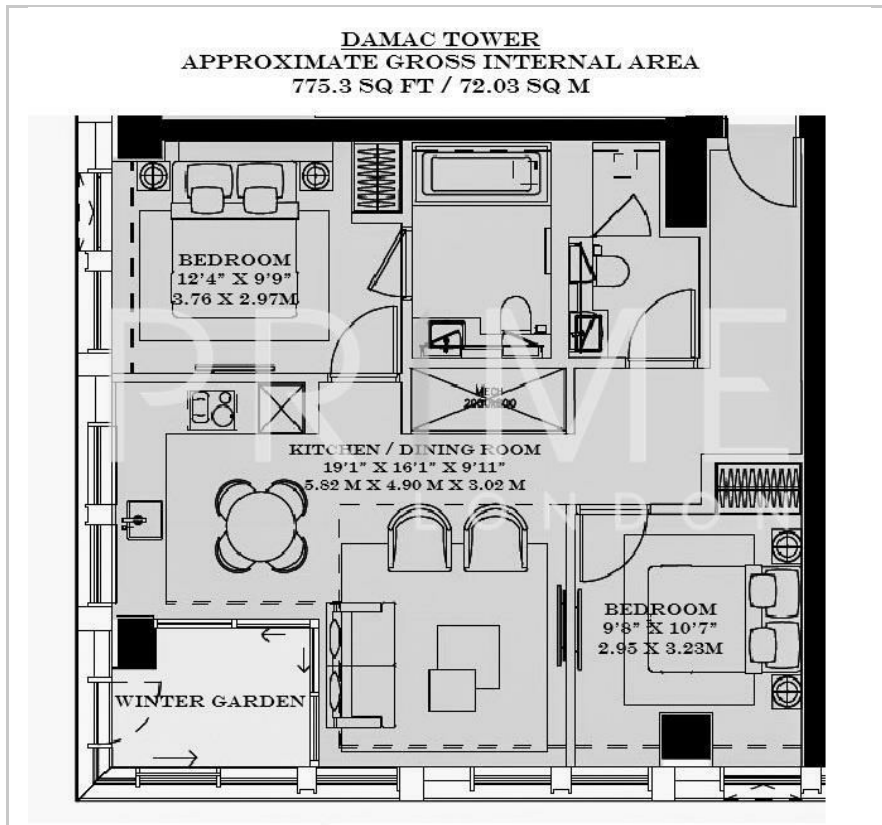 DAMAC TOWER
APPROXIMATE GROSS INTERNAL AREA
775.3 SQ FT / 72.03 SQ M
BEDROOM
12'4" X 9'9"
3.76 X 2.97M
MECH
PRIME
LONDON
KITCHEN / DINING ROOM
19'1" X 16'1" X 9'11"
5.82 M X 4.90 M X 3.02 M
BEDROOM
9'8" X 10'7"
2.95 X 3.23M
WINTER GARDEN